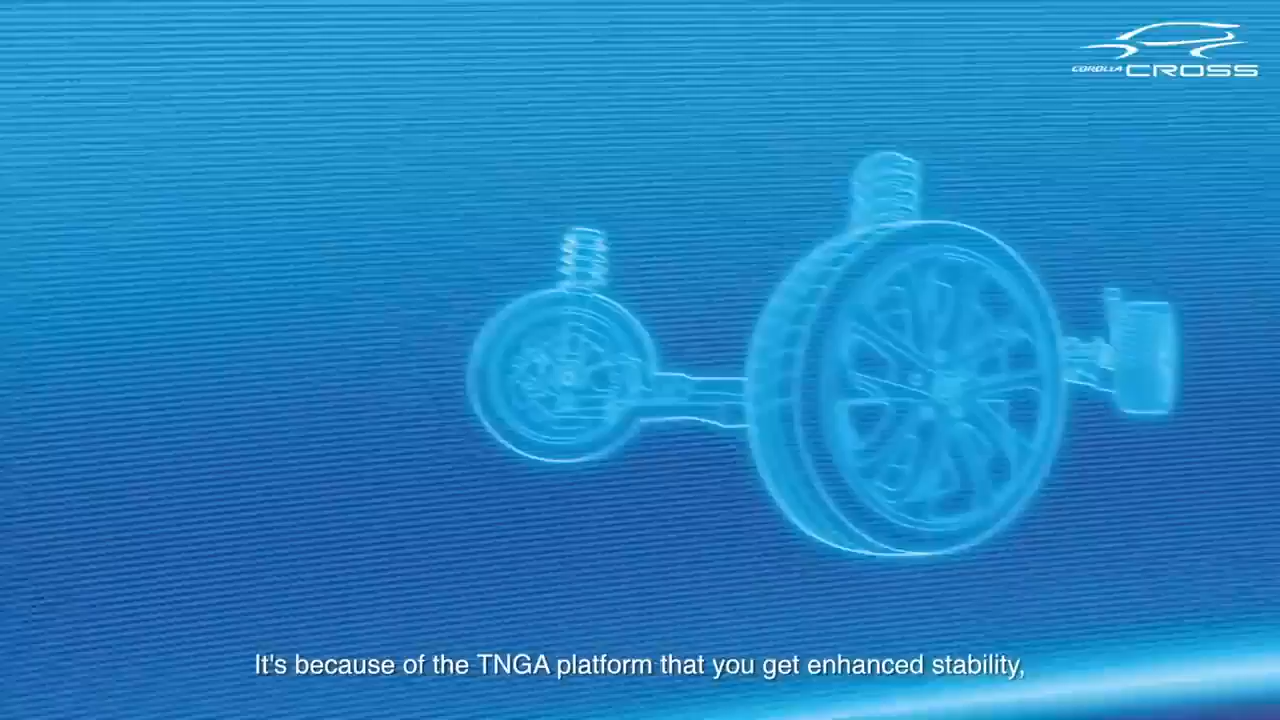 COROLLA CROSS
It's because of the TNGA platform that you get enhanced stability,